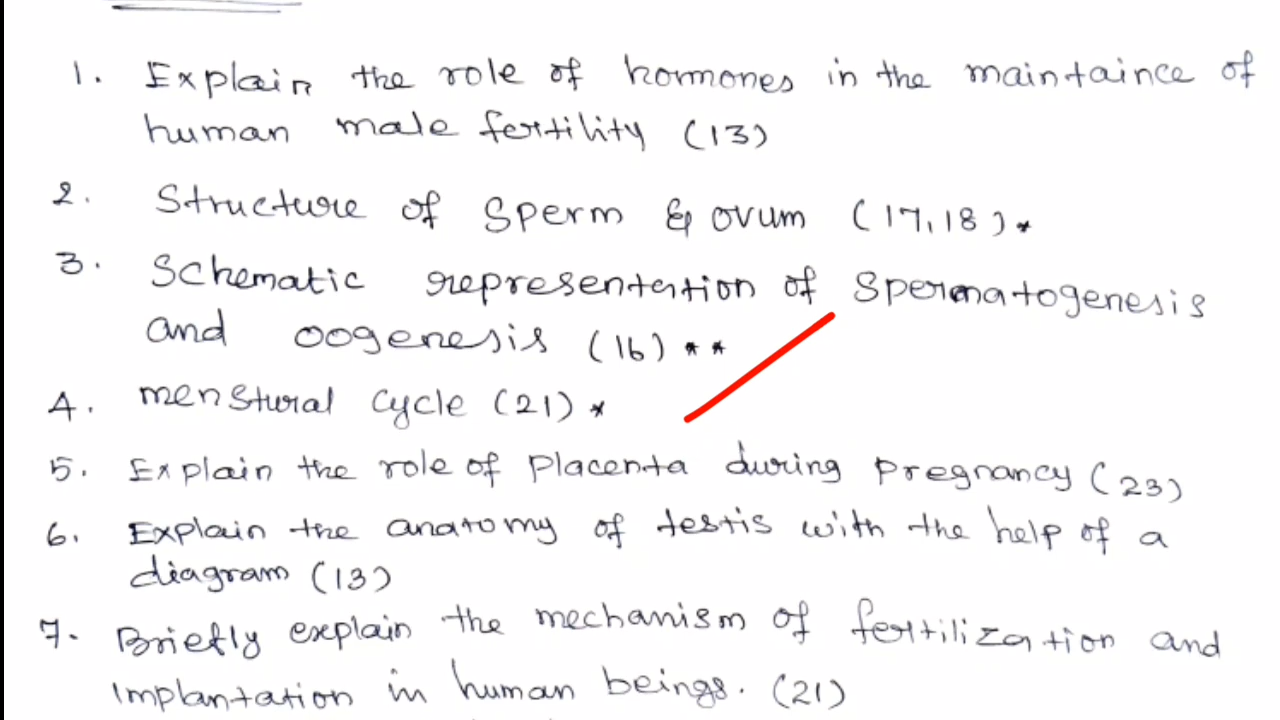 1. Explain the role of hormones in the maintaince of
human male fertility (13)
2. Structure of Sperm & ovum (17,18)*
3. Schematic representation of Spermatogenesis
and oogenesis (16) **
4. menstural cycle (21) *
5. Explain the role of Placenta during pregnancy (23)
6. Explain the anatomy of testis with the help of a
diagram (13)
7. Briefly explain the mechanism of fertilization and
implantation in human beings. (21)